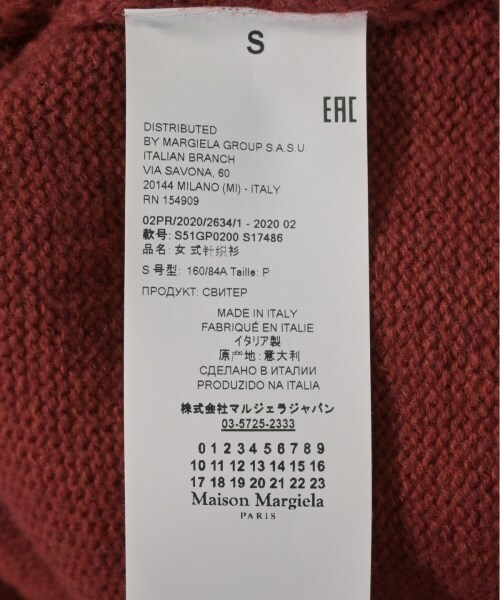 S
EAC
DISTRIBUTED
BY MARGIELA GROUP S.A.S.U.
ITALIAN BRANCH
VIA SAVONA, 60
20144 MILANO (MI) - ITALY
RN 154909
02PR/2020/2634/1 - 2020 02
款号: S51GP0200 S17486
品名: 女 式针织衫
S 号型: 160/84A Taille: P
ПРОДУКТ: СВИТЕР
MADE IN ITALY
FABRIQUÉ EN ITALIE
イタリア製
原产地: 意大利
СДЕЛАНО В ИТАЛИИ
PRODUZIDO NA ITALIA
株式会社マルジェラジャパン
03-5725-2333
0 1 2 3 4 5 6 7 8 9
10 11 12 13 14 15 16
17 18 19 20 21 22 23
Maison Margiela
PARIS